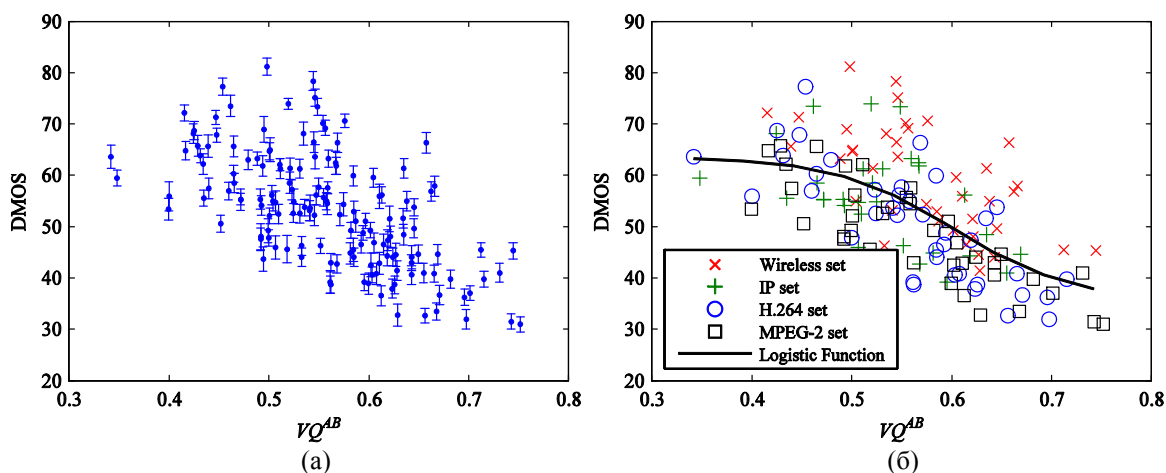 90
80
70
60
50
40
30
20
DMOS
0.3 0.4 0.5 0.6 0.7 0.8
VQ^AB
(а)
90
80
70
60
50
40
30
20
DMOS
Wireless set
IP set
H.264 set
MPEG-2 set
Logistic Function
0.3 0.4 0.5 0.6 0.7 0.8
VQ^AB
(б)